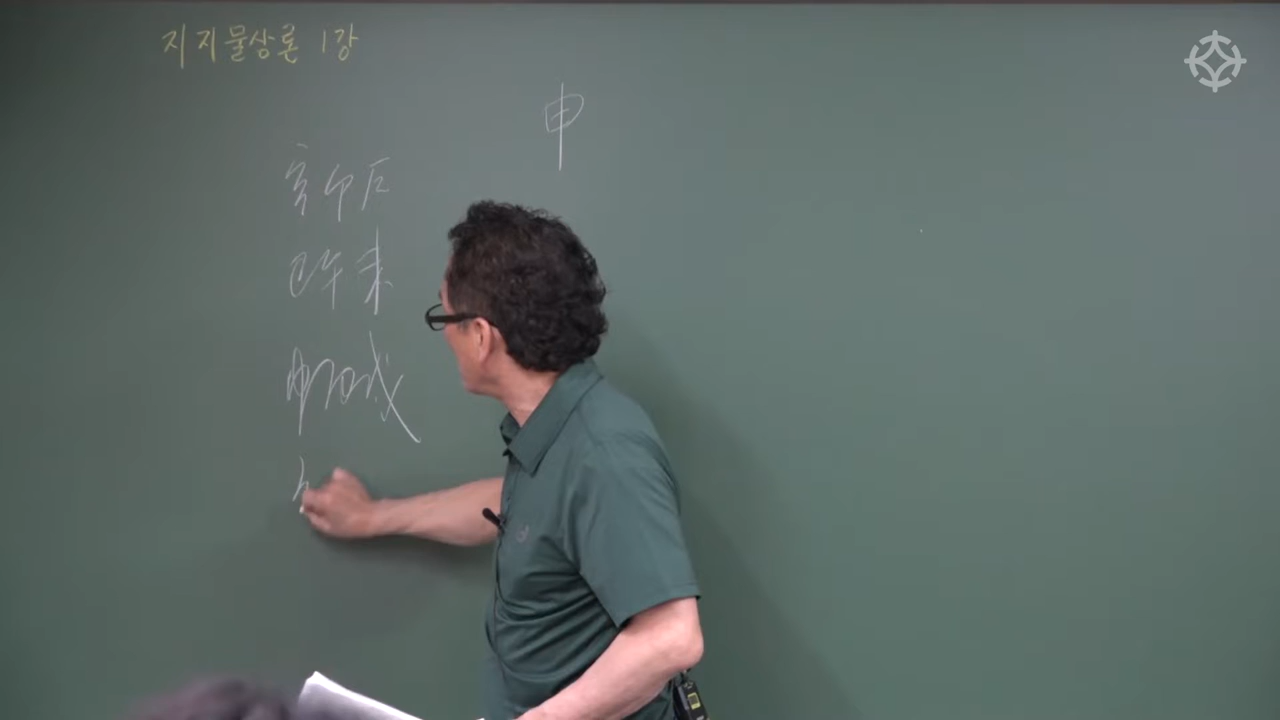 지지물상론 1강
申
寅卯辰
巳午未
申酉戌